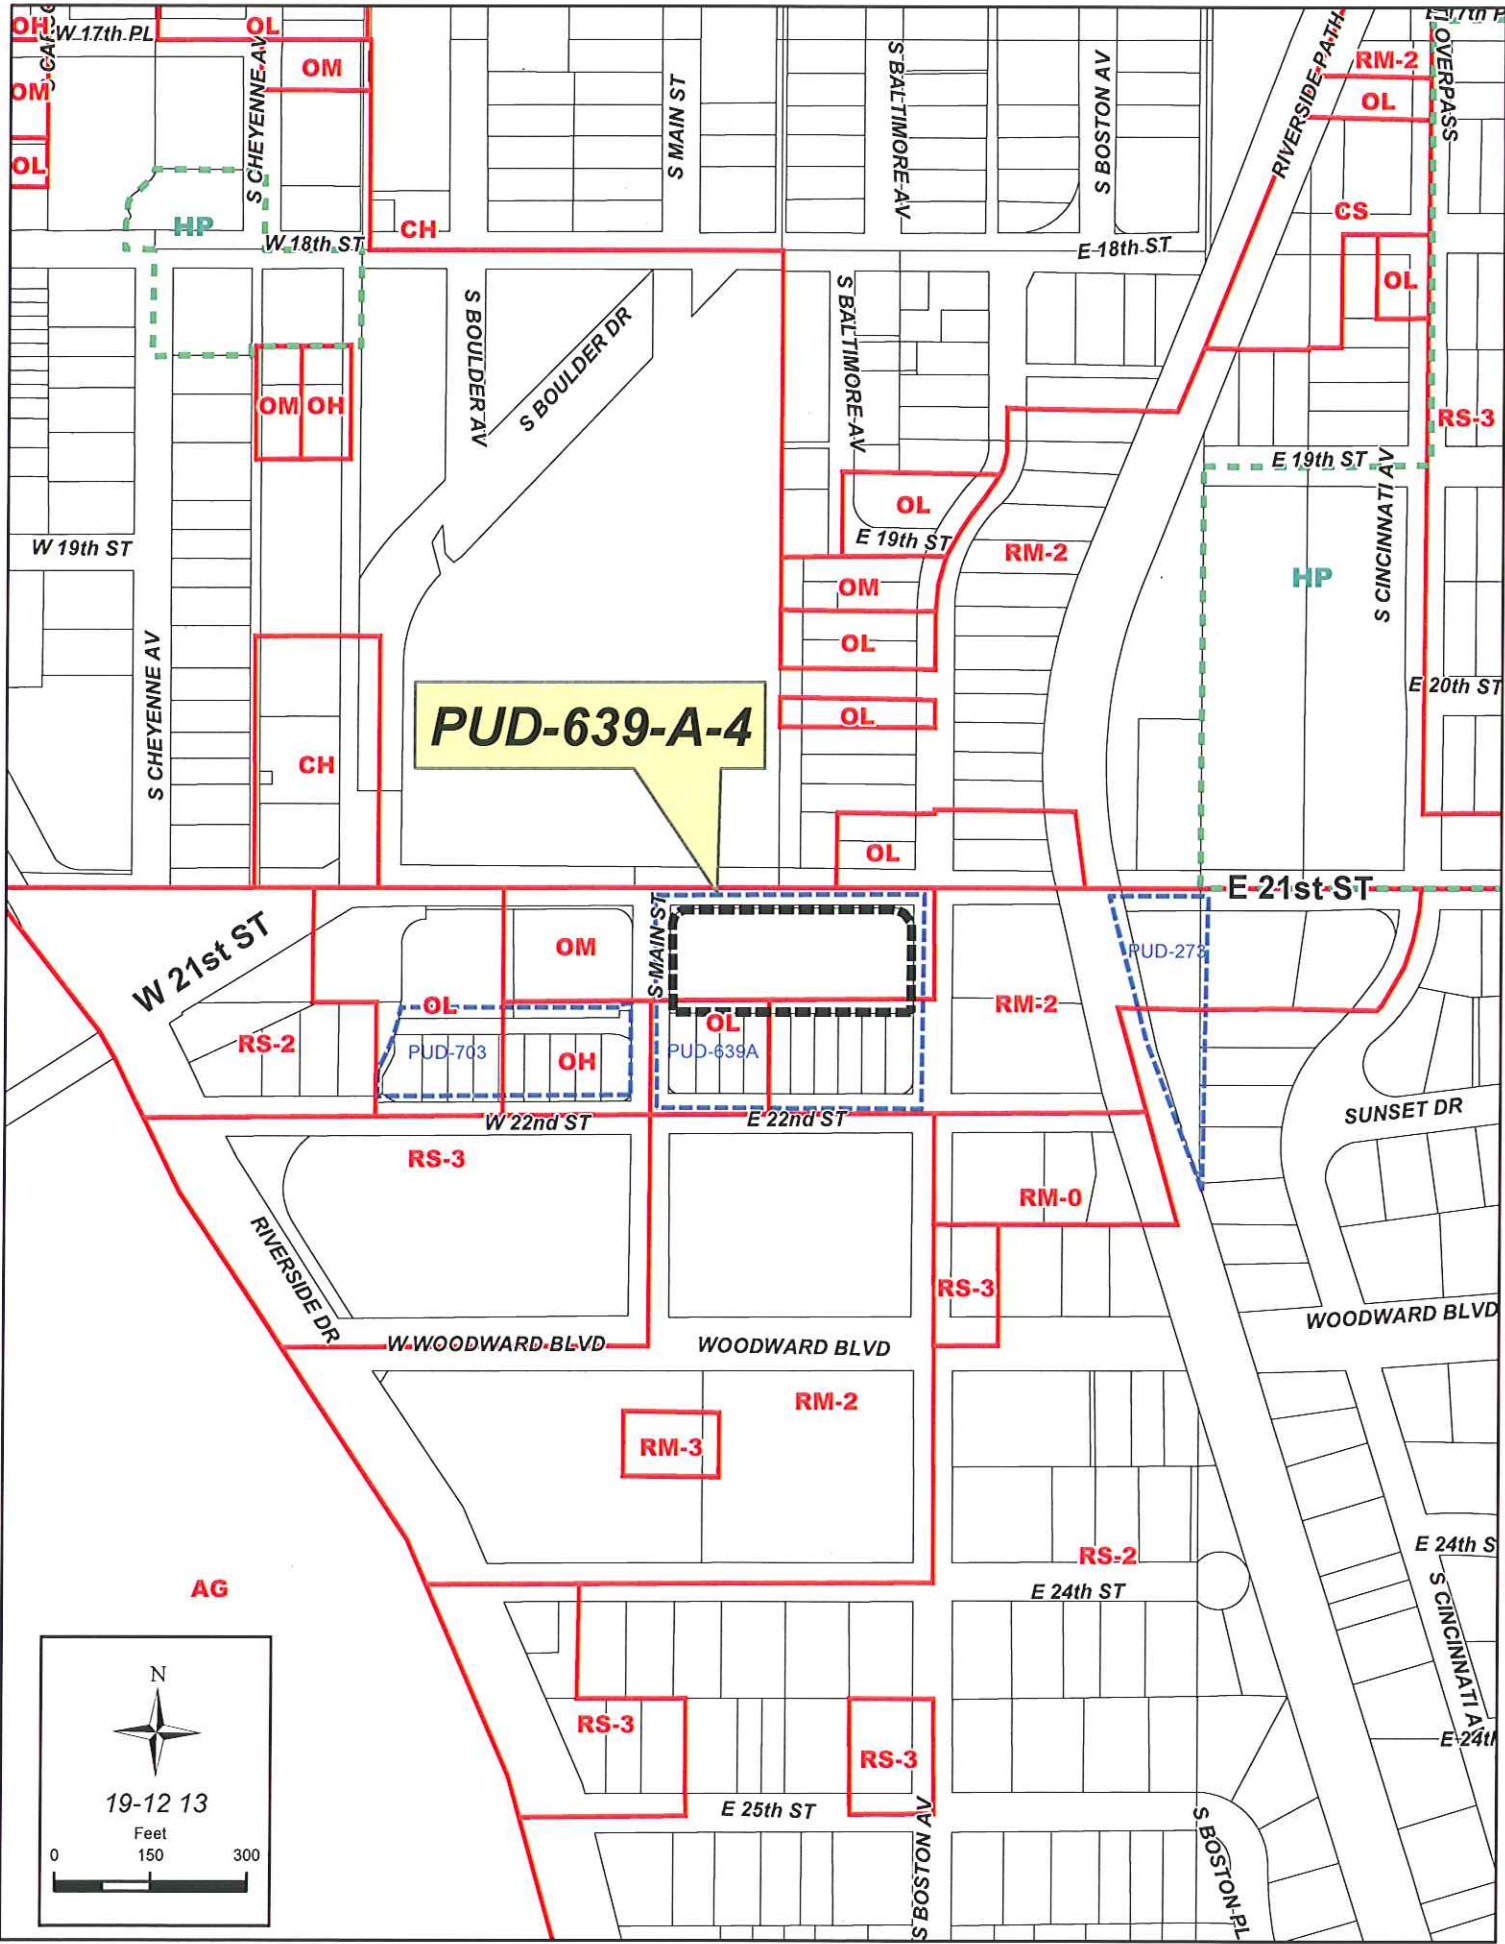 OH
W 17th PL
OL
E 17th P
OM
RM-2
OM
OL
OVERPASS
S CHEYENNE AV
S MAIN ST
S BALTIMORE AV
S BOSTON AV
RIVERSIDE PATH
OL
HP
CH
CS
W 18th ST
E 18th ST
OL
S BOULDER AV
S BOULDER DR
S BALTIMORE AV
OM
OH
RS-3
E 19th ST
S CINCINNATI AV
OL
W 19th ST
E 19th ST
RM-2
HP
OM
OL
S CHEYENNE AV
E 20th ST
PUD-639-A-4
OL
CH
OL
E 21st ST
W 21st ST
OM
S MAIN ST
PUD-273
OL
RM-2
OL
RS-2
PUD-703
OH
PUD-639A
W 22nd ST
E 22nd ST
SUNSET DR
RS-3
RM-0
RIVERSIDE DR
RS-3
WOODWARD BLVD
W WOODWARD BLVD
WOODWARD BLVD
RM-2
RM-3
RS-2
E 24th S
AG
E 24th ST
S CINCINNATI AV
RS-3
RS-3
E 24th
N
19-12 13
Feet
0 150 300
E 25th ST
S BOSTON AV
S BOSTON PL